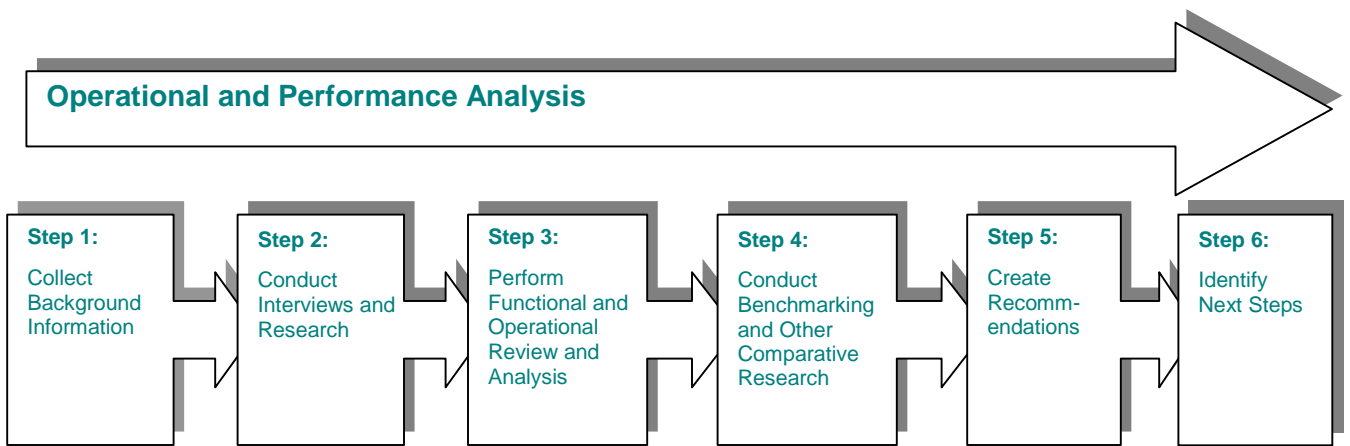 Operational and Performance Analysis
Step 1:
Collect
Background
Information
Step 2:
Conduct
Interviews and
Research
Step 3:
Perform
Functional and
Operational
Review and
Analysis
Step 4:
Conduct
Benchmarking
and Other
Comparative
Research
Step 5:
Create
Recomm-
endations
Step 6:
Identify
Next Steps